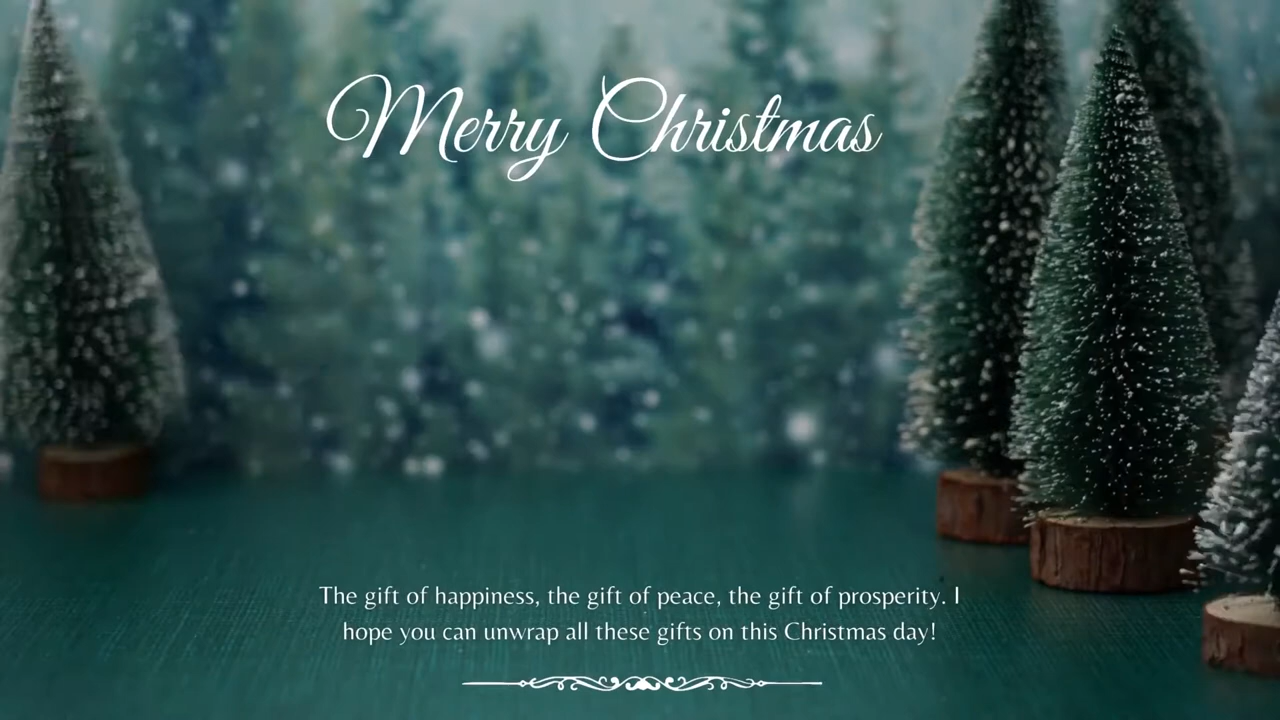 Merry Christmas
The gift of happiness, the gift of peace, the gift of prosperity. I
hope you can unwrap all these gifts on this Christmas day!